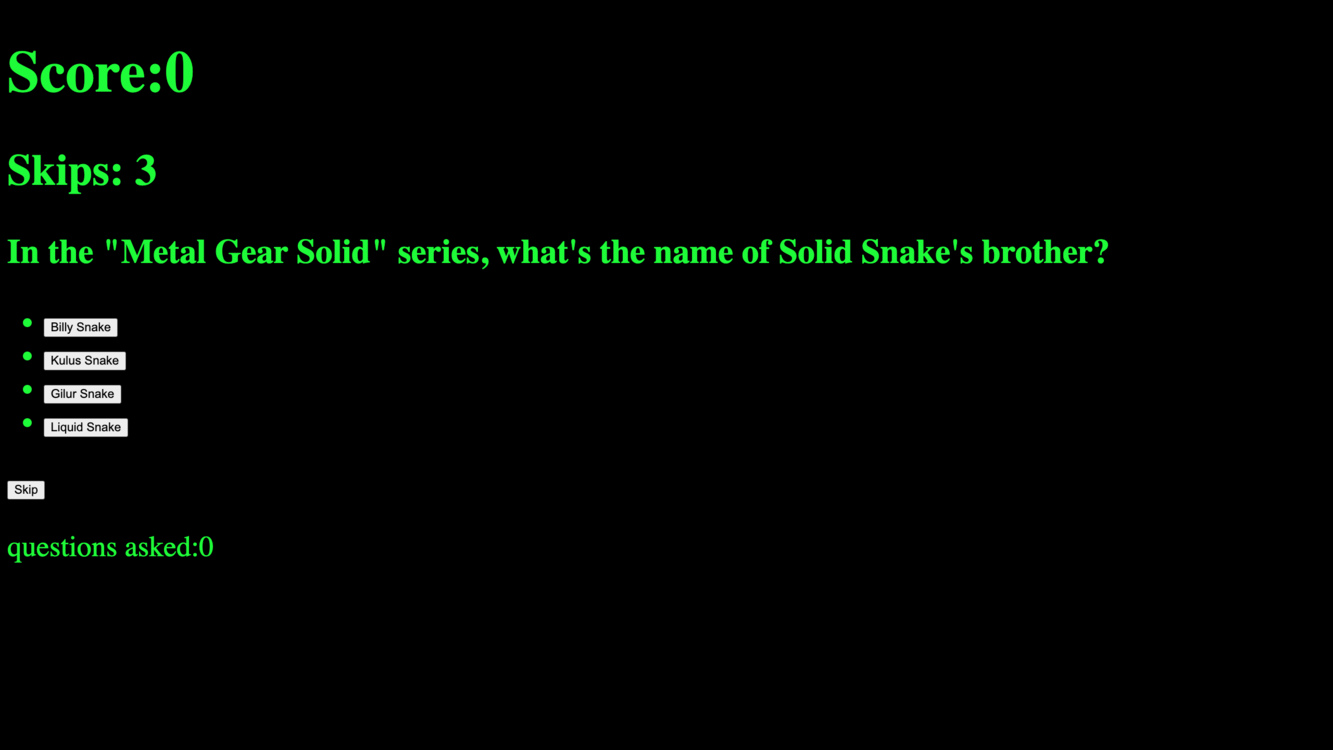 Score:0
Skips: 3
In the "Metal Gear Solid" series, what's the name of Solid Snake's brother?
Billy Snake
Kulus Snake
Gilur Snake
Liquid Snake
Skip
questions asked:0